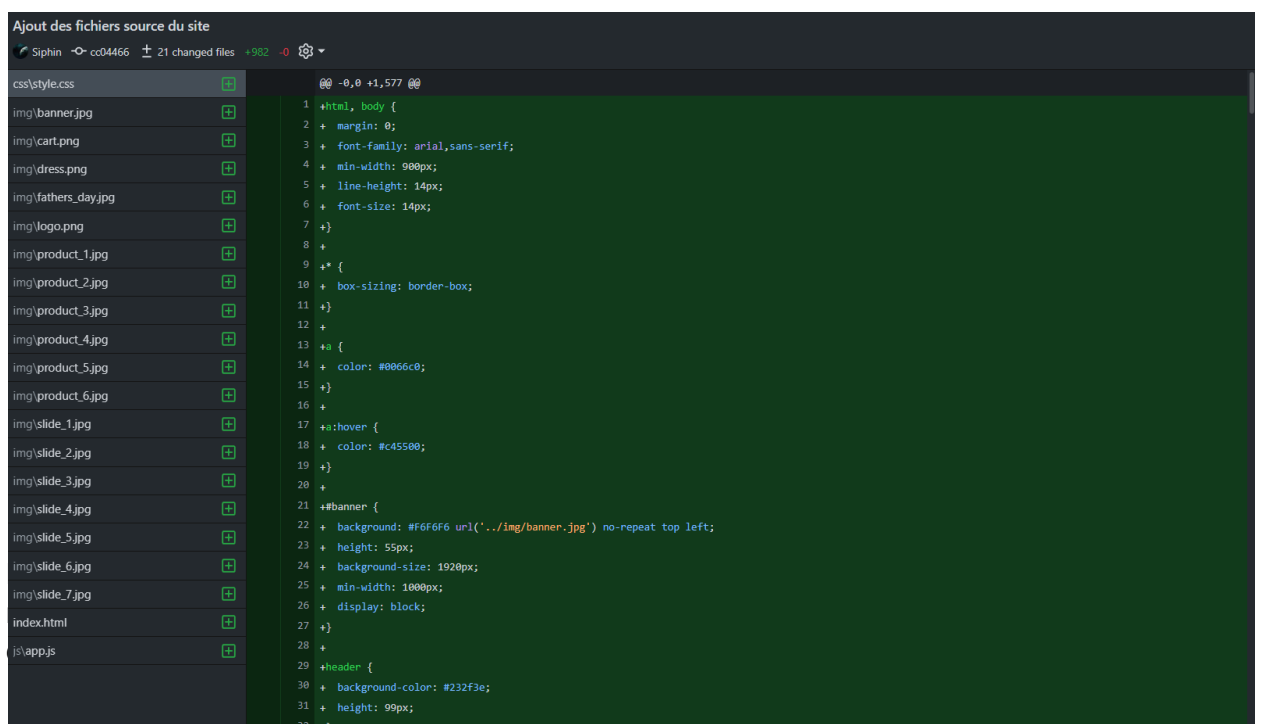 Ajout des fichiers source du site
Siphin cc04466 21 changed files +982 -0
css\style.css
img\banner.jpg
img\cart.png
img\dress.png
img\fathers_day.jpg
img\logo.png
img\product_1.jpg
img\product_2.jpg
img\product_3.jpg
img\product_4.jpg
img\product_5.jpg
img\product_6.jpg
img\slide_1.jpg
img\slide_2.jpg
img\slide_3.jpg
img\slide_4.jpg
img\slide_5.jpg
img\slide_6.jpg
img\slide_7.jpg
index.html
js\app.js
@@ -0,0 +1,577 @@
1 +html, body {
2 + margin: 0;
3 + font-family: arial,sans-serif;
4 + min-width: 900px;
5 + line-height: 14px;
6 + font-size: 14px;
7 +}
8 +
9 +* {
10 + box-sizing: border-box;
11 +}
12 +
13 +a {
14 + color: #0066c0;
15 +}
16 +
17 +a:hover {
18 + color: #c45500;
19 +}
20 +
21 +#banner {
22 + background: #F6F6F6 url('../img/banner.jpg') no-repeat top left;
23 + height: 55px;
24 + background-size: 1920px;
25 + min-width: 1000px;
26 + display: block;
27 +}
28 +
29 +header {
30 + background-color: #232f3e;
31 + height: 99px;